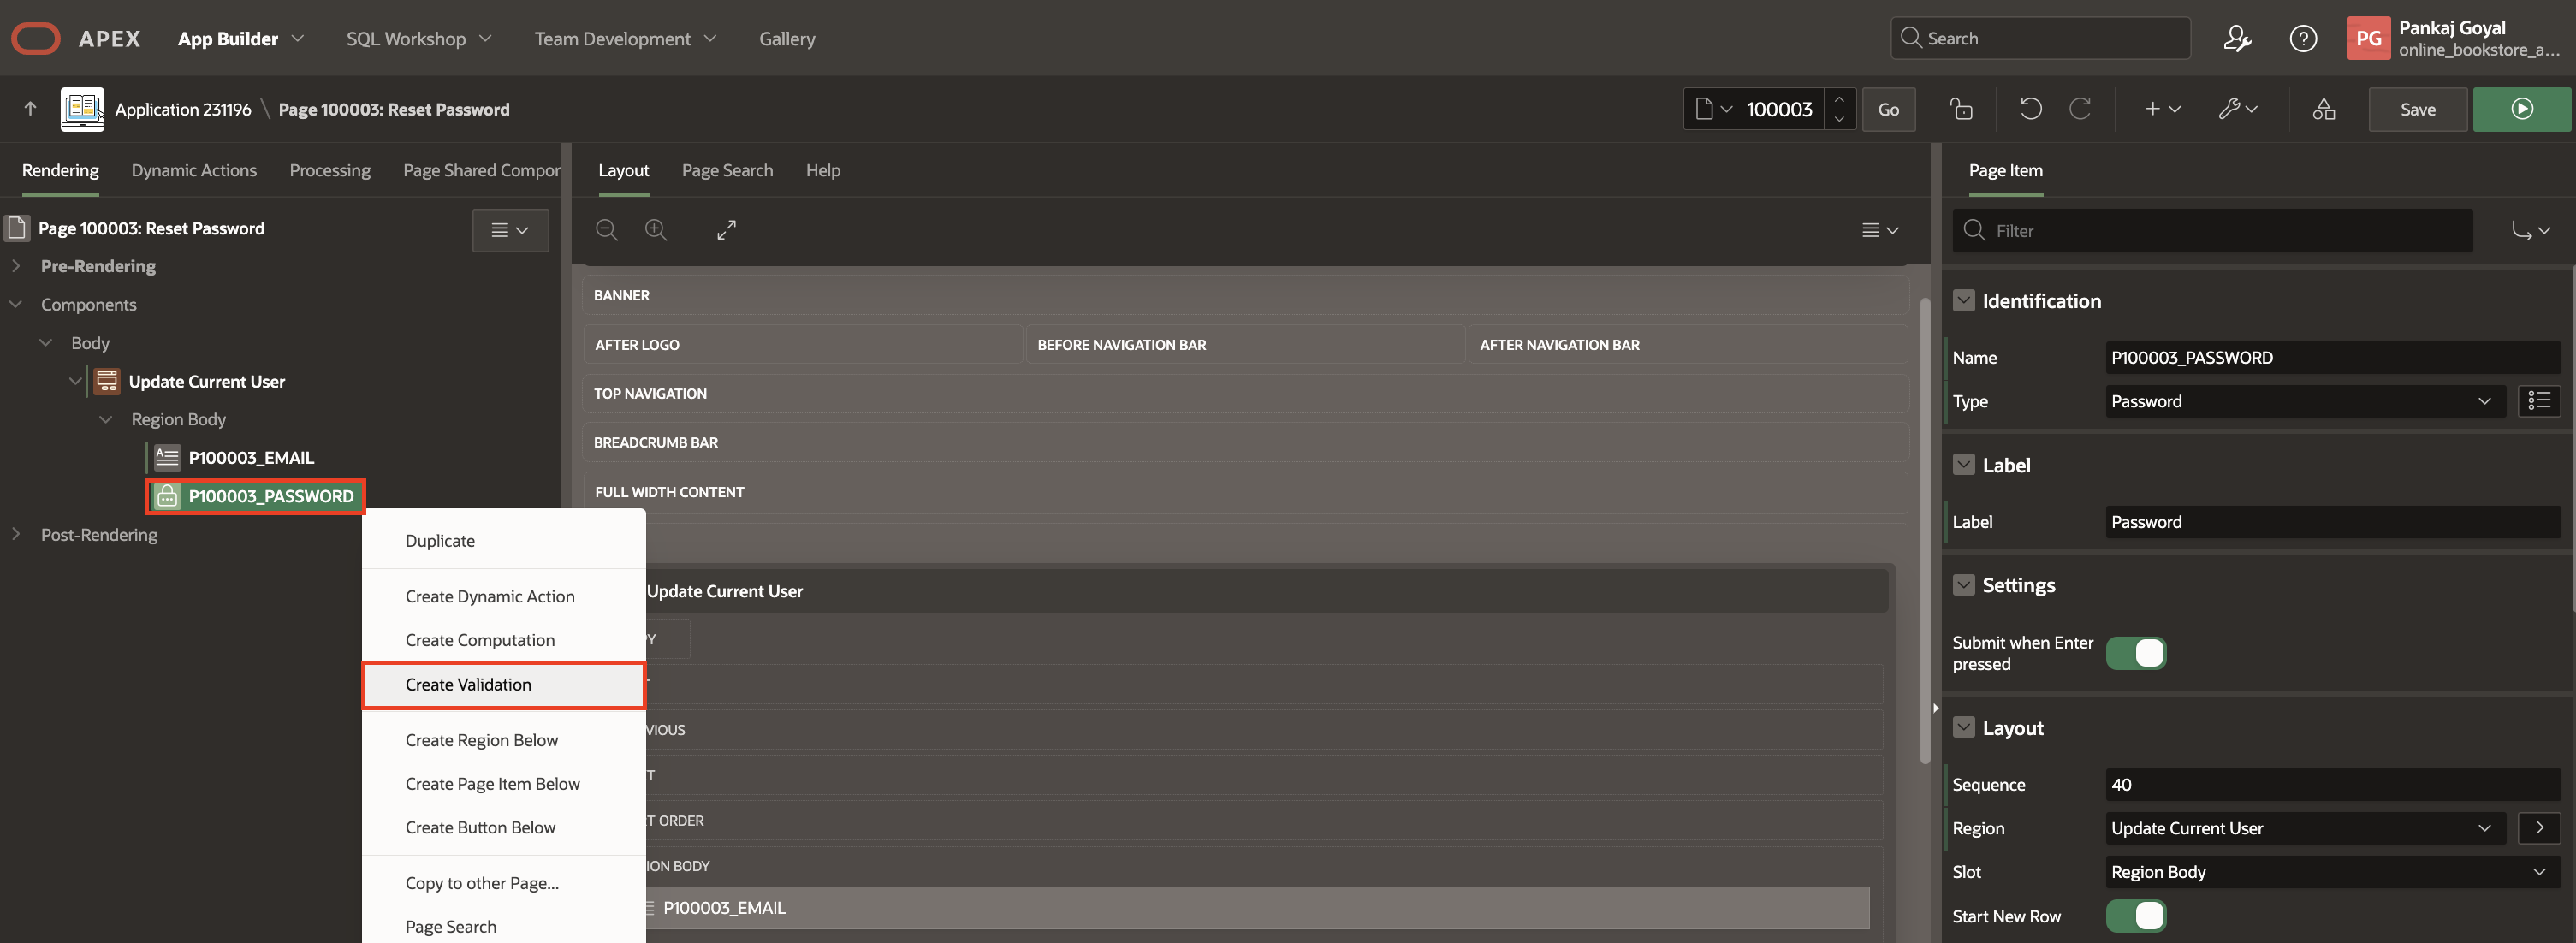 APEX App Builder SQL Workshop Team Development Gallery Search PG Pankaj Goyal
online_bookstore_a...
Application 231196 \ Page 100003: Reset Password 100003 Go Save
Rendering Dynamic Actions Processing Page Shared Compor
Layout Page Search Help
Page Item
Page 100003: Reset Password
Pre-Rendering
Components
Body
Update Current User
Region Body
P100003_EMAIL
P100003_PASSWORD
Post-Rendering
Duplicate
Create Dynamic Action
Create Computation
Create Validation
Create Region Below
Create Page Item Below
Create Button Below
Copy to other Page...
Page Search
BANNER
AFTER LOGO BEFORE NAVIGATION BAR AFTER NAVIGATION BAR
TOP NAVIGATION
BREADCRUMB BAR
FULL WIDTH CONTENT
Update Current User
PY
VIOUS
T
T ORDER
ION BODY
P100003_EMAIL
Filter
Identification
Name P100003_PASSWORD
Type Password
Label
Label Password
Settings
Submit when Enter
pressed
Layout
Sequence 40
Region Update Current User
Slot Region Body
Start New Row